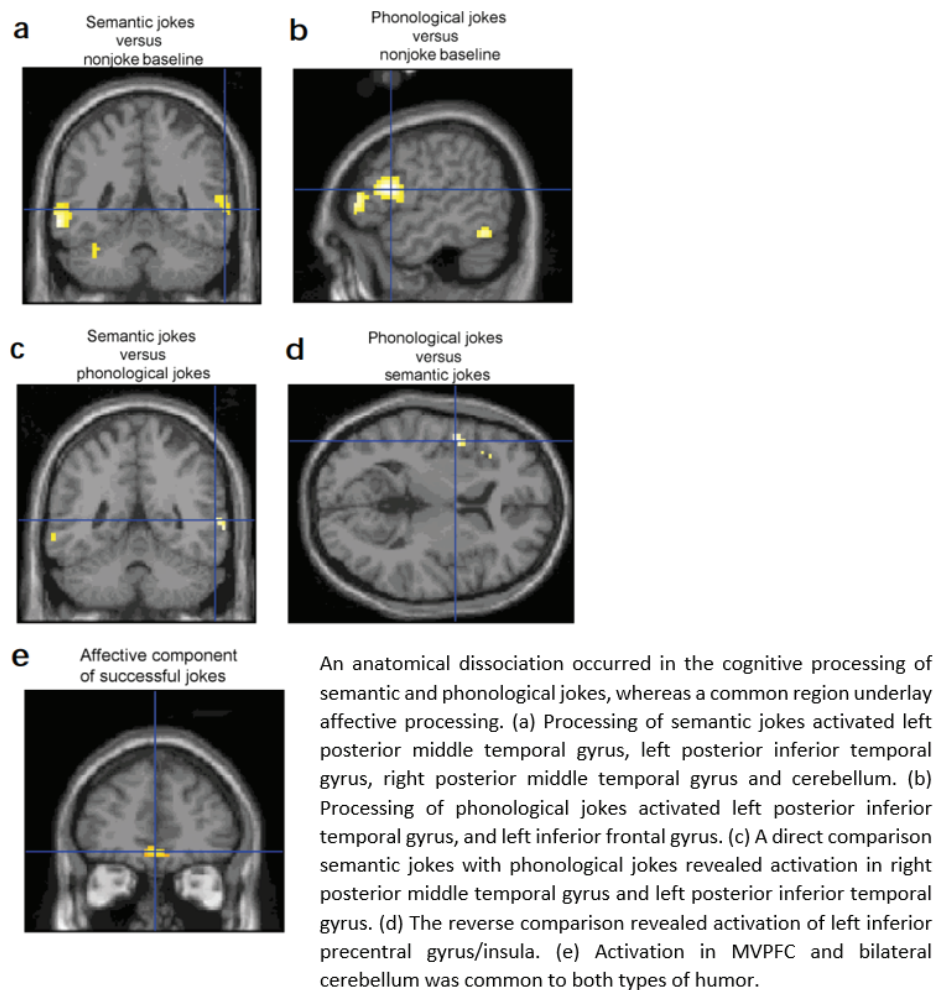 a
Semantic jokes
versus
nonjoke baseline
b
Phonological jokes
versus
nonjoke baseline
c
Semantic jokes
versus
phonological jokes
d
Phonological jokes
versus
semantic jokes
e
Affective component
of successful jokes
An anatomical dissociation occurred in the cognitive processing of
semantic and phonological jokes, whereas a common region underlay
affective processing. (a) Processing of semantic jokes activated left
posterior middle temporal gyrus, left posterior inferior temporal
gyrus, right posterior middle temporal gyrus and cerebellum. (b)
Processing of phonological jokes activated left posterior inferior
temporal gyrus, and left inferior frontal gyrus. (c) A direct comparison
semantic jokes with phonological jokes revealed activation in right
posterior middle temporal gyrus and left posterior inferior temporal
gyrus. (d) The reverse comparison revealed activation of left inferior
precentral gyrus/insula. (e) Activation in MVPFC and bilateral
cerebellum was common to both types of humor.